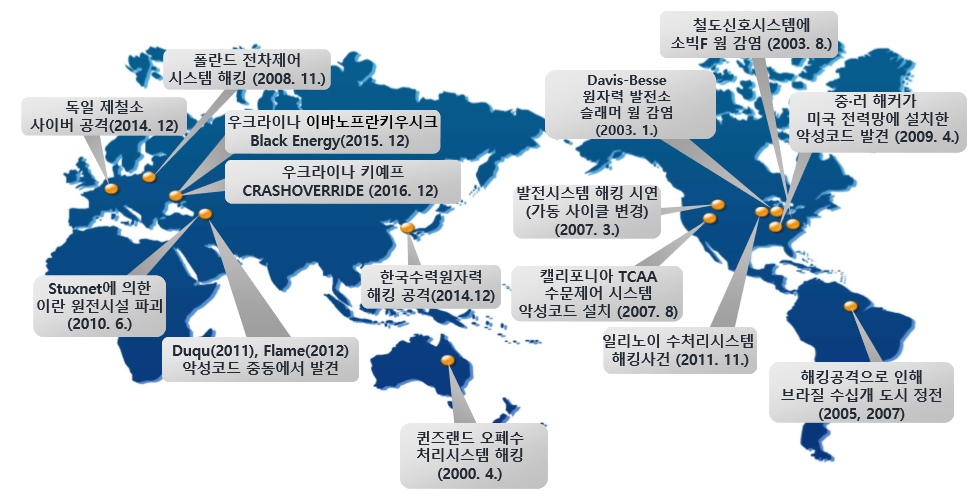 철도신호시스템에
소빅F 웜 감염 (2003. 8.)
폴란드 전차제어
시스템 해킹 (2008. 11.)
Davis-Besse
원자력 발전소
슬래머 웜 감염
(2003. 1.)
중·러 해커가
미국 전력망에 설치한
악성코드 발견 (2009. 4.)
독일 제철소
사이버 공격(2014. 12)
우크라이나 이바노프란키우시크
Black Energy(2015. 12)
우크라이나 키예프
CRASHOVERRIDE (2016. 12)
발전시스템 해킹 시연
(가동 사이클 변경)
(2007. 3.)
한국수력원자력
해킹 공격(2014.12)
캘리포니아 TCAA
수문제어 시스템
악성코드 설치 (2007. 8)
Stuxnet에 의한
이란 원전시설 파괴
(2010. 6.)
일리노이 수처리시스템
해킹사건 (2011. 11.)
Duqu(2011), Flame(2012)
악성코드 중동에서 발견
해킹공격으로 인해
브라질 수십개 도시 정전
(2005, 2007)
퀸즈랜드 오폐수
처리시스템 해킹
(2000. 4.)